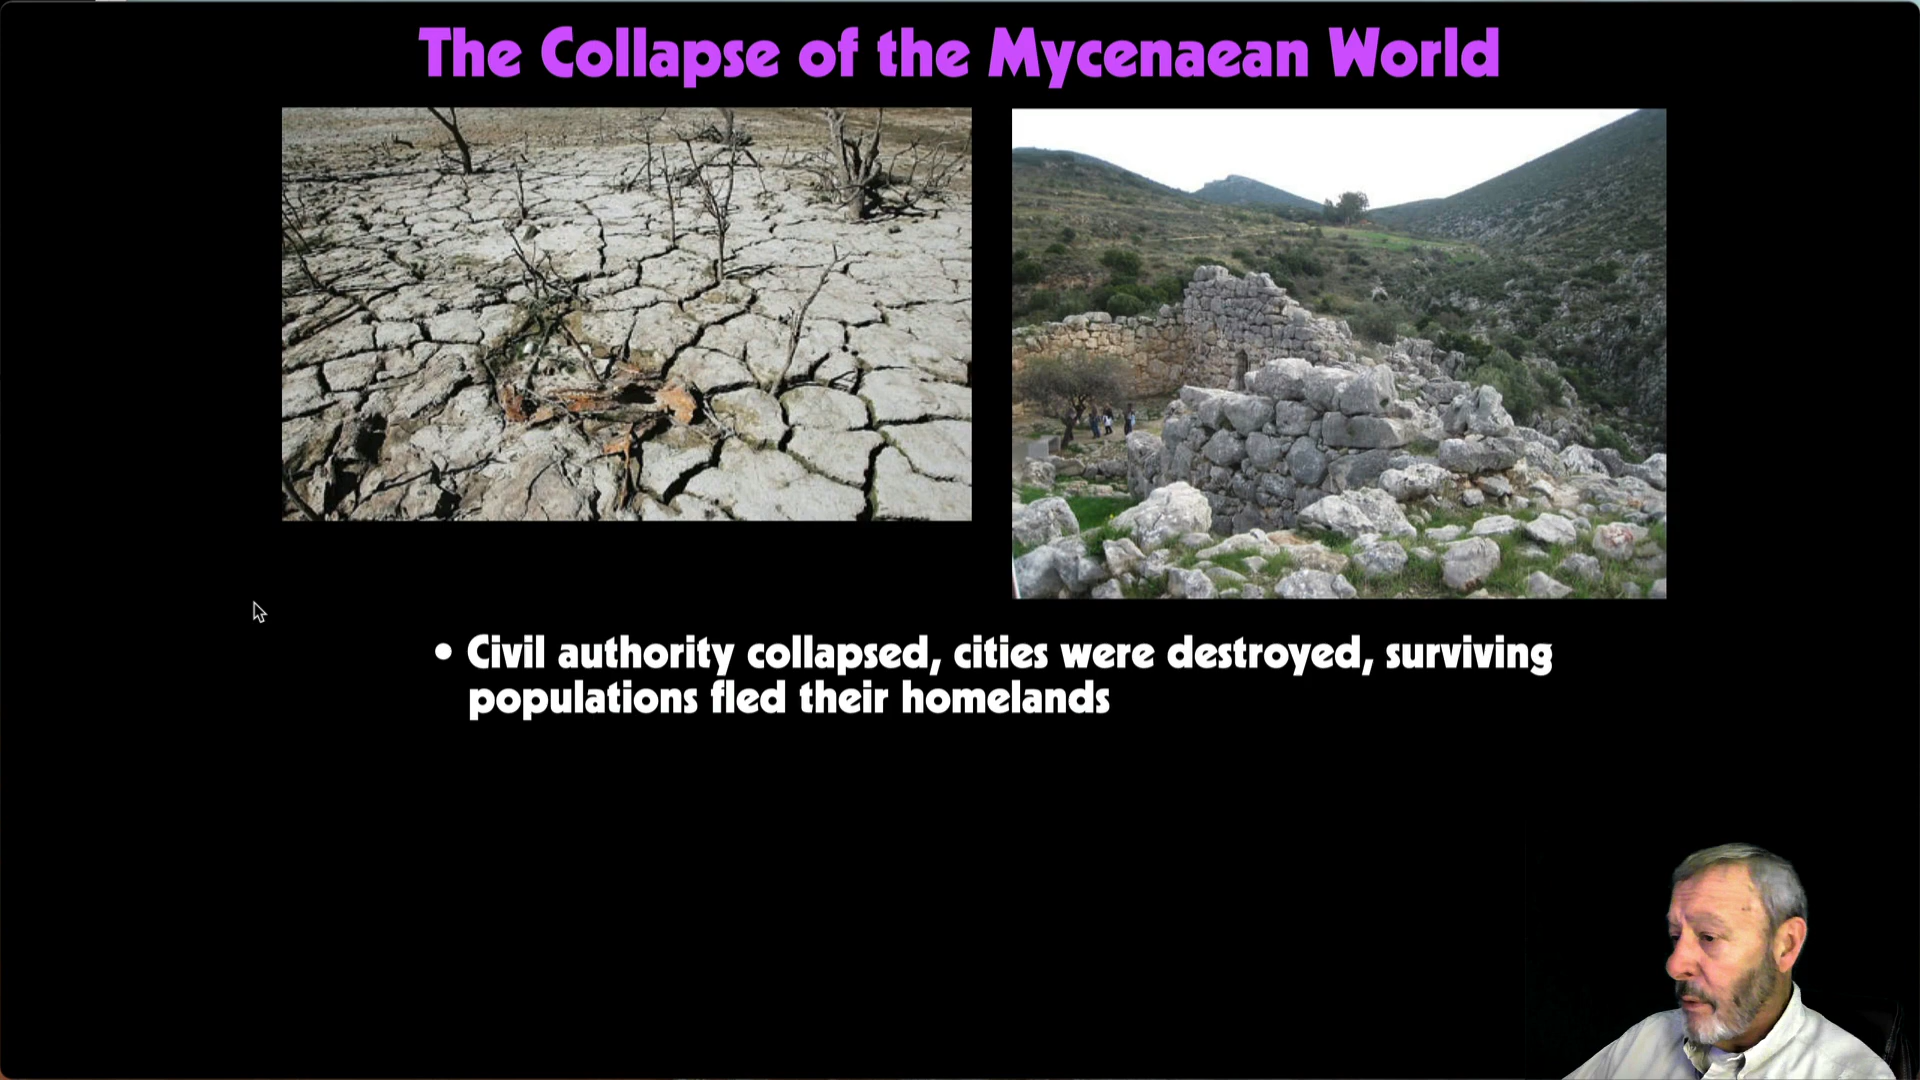 The Collapse of the Mycenaean World
• Civil authority collapsed, cities were destroyed, surviving
populations fled their homelands